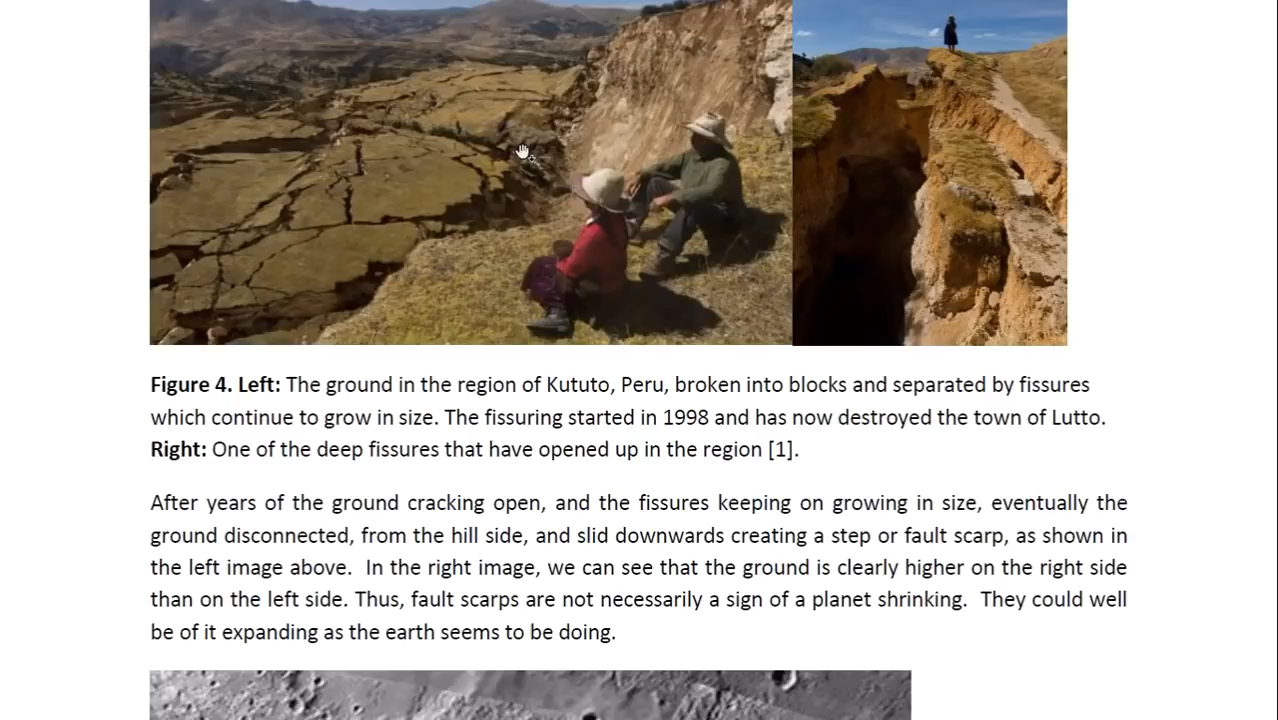 Figure 4. Left: The ground in the region of Kututo, Peru, broken into blocks and separated by fissures
which continue to grow in size. The fissuring started in 1998 and has now destroyed the town of Lutto.
Right: One of the deep fissures that have opened up in the region [1].
After years of the ground cracking open, and the fissures keeping on growing in size, eventually the
ground disconnected, from the hill side, and slid downwards creating a step or fault scarp, as shown in
the left image above. In the right image, we can see that the ground is clearly higher on the right side
than on the left side. Thus, fault scarps are not necessarily a sign of a planet shrinking. They could well
be of it expanding as the earth seems to be doing.